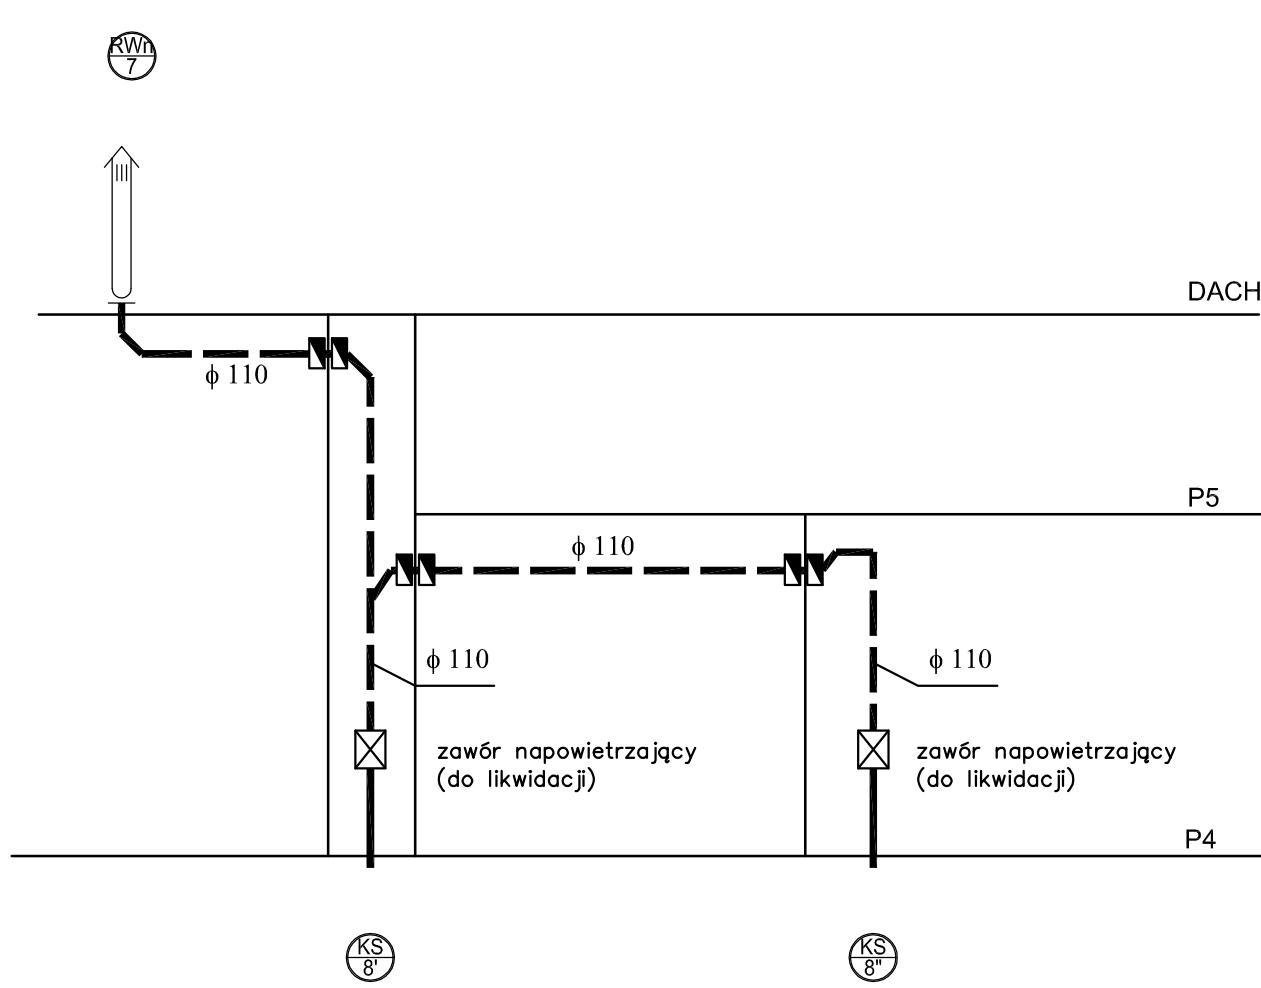 RWn
7
DACH
ϕ 110
P5
ϕ 110
ϕ 110
ϕ 110
zawór napowietrzający
(do likwidacji)
zawór napowietrzający
(do likwidacji)
P4
KS
8'
KS
8"